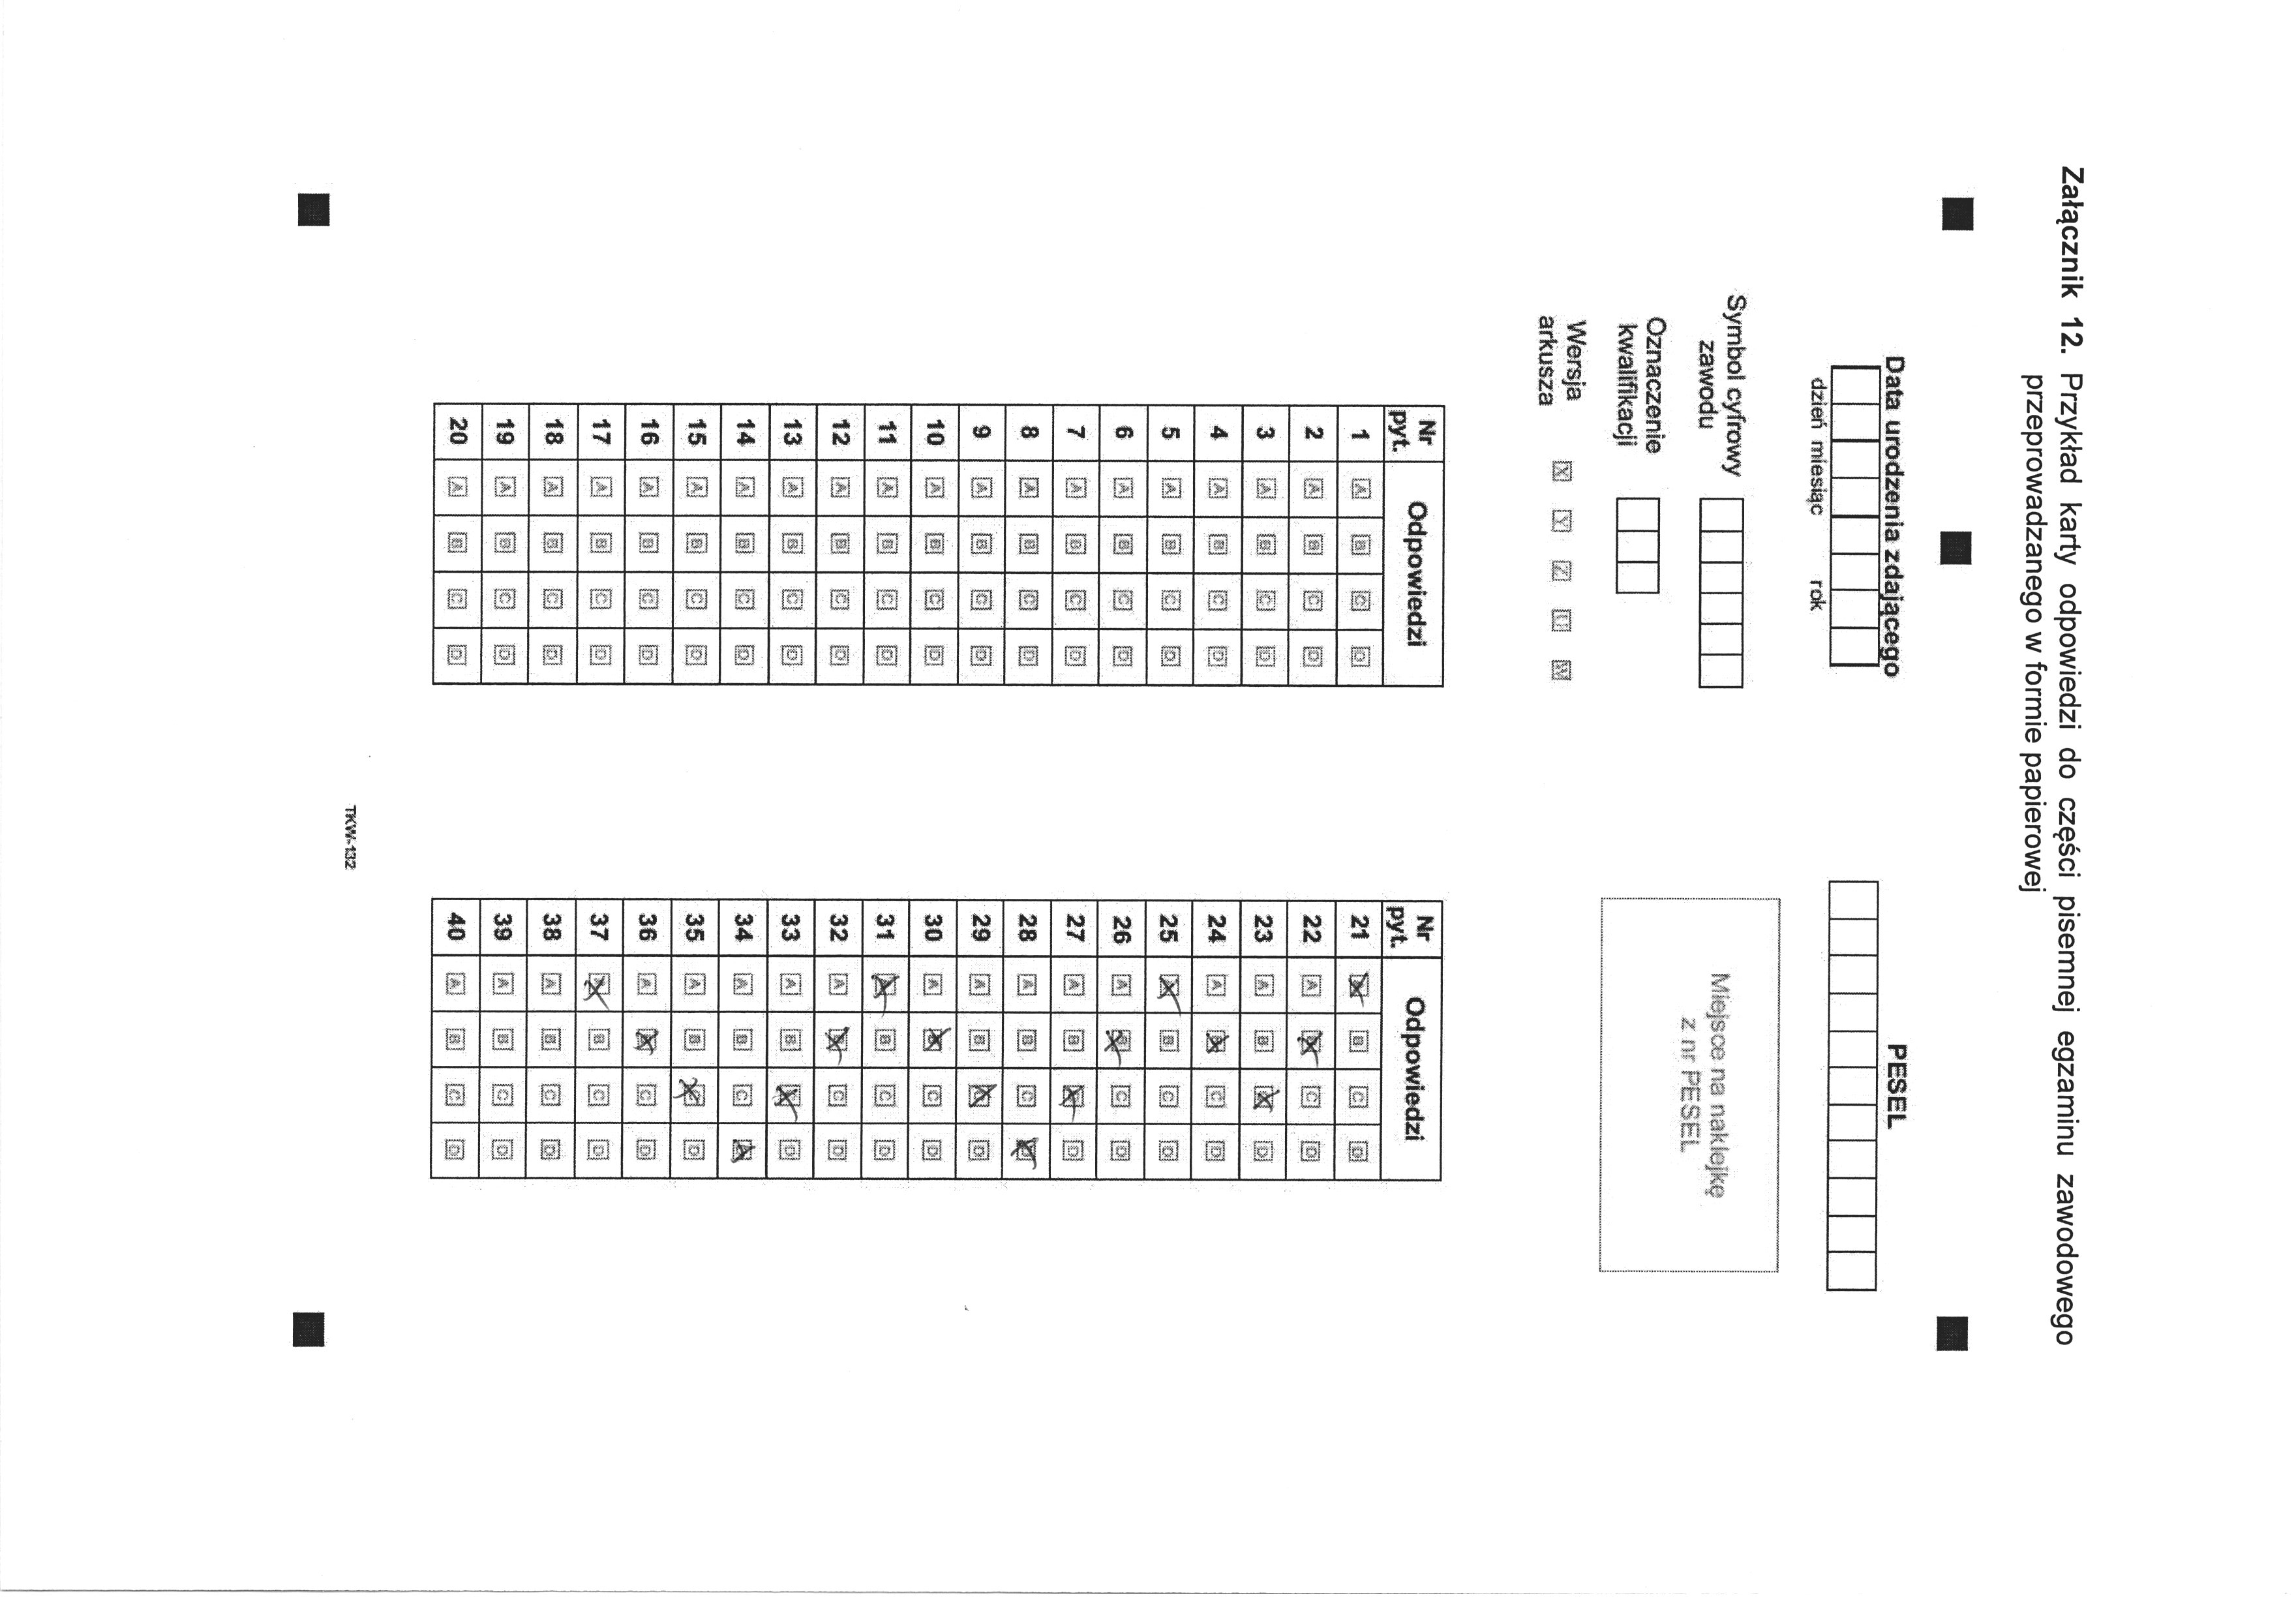 Załącznik 12. Przykład karty odpowiedzi do części pisemnej egzaminu zawodowego
przeprowadzanego w formie papierowej
Data urodzenia zdającego
dzień miesiąc rok
PESEL
Symbol cyfrowy
zawodu
Oznaczenie
kwalifikacji
Wersja
arkusza
X Y Z U W
Miejsce na naklejkę
z nr PESEL
Nr
pyt.
Odpowiedzi
1 A B C D
2 A B C D
3 A B C D
4 A B C D
5 A B C D
6 A B C D
7 A B C D
8 A B C D
9 A B C D
10 A B C D
11 A B C D
12 A B C D
13 A B C D
14 A B C D
15 A B C D
16 A B C D
17 A B C D
18 A B C D
19 A B C D
20 A B C D
Nr
pyt.
Odpowiedzi
21 A B C D
22 A B C D
23 A B C D
24 A B C D
25 A B C D
26 A B C D
27 A B C D
28 A B C D
29 A B C D
30 A B C D
31 A B C D
32 A B C D
33 A B C D
34 A B C D
35 A B C D
36 A B C D
37 A B C D
38 A B C D
39 A B C D
40 A B C D
TKW-132